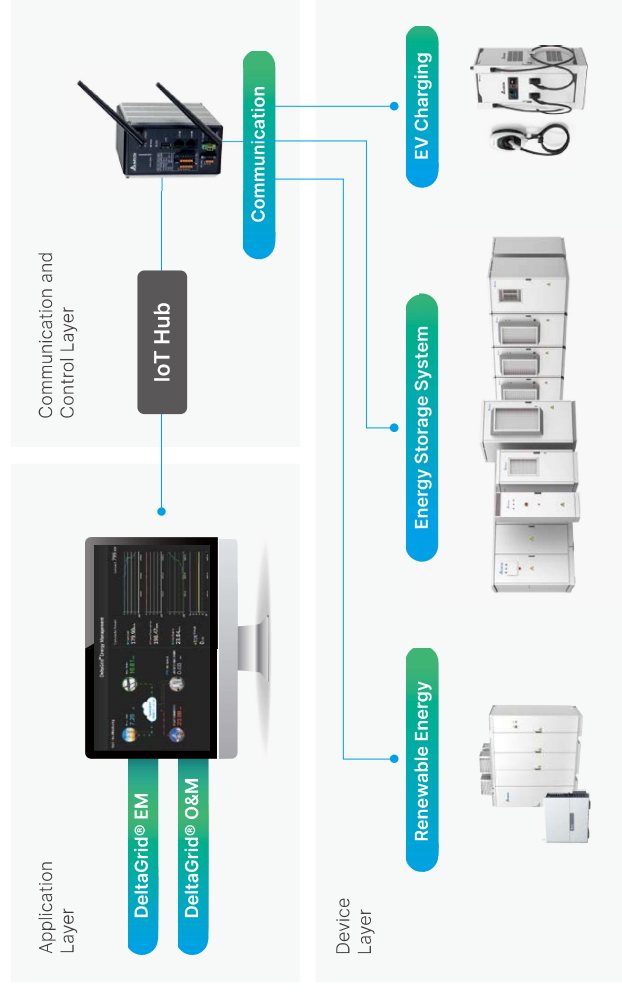 Application
Layer
DeltaGrid® EM
DeltaGrid® O&M
Communication and
Control Layer
IoT Hub
Communication
Device
Layer
Renewable Energy
Energy Storage System
EV Charging